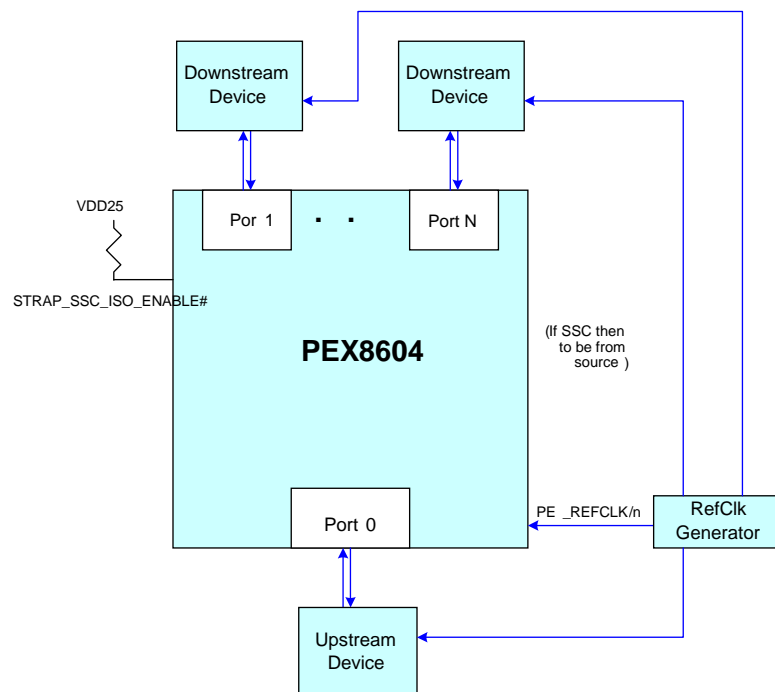 Downstream
Device
Downstream
Device
VDD25
Por 1
. .
Port N
STRAP_SSC_ISO_ENABLE#
PEX8604
(If SSC then
to be from
source )
Port 0
PE _REFCLK/n
RefClk
Generator
Upstream
Device